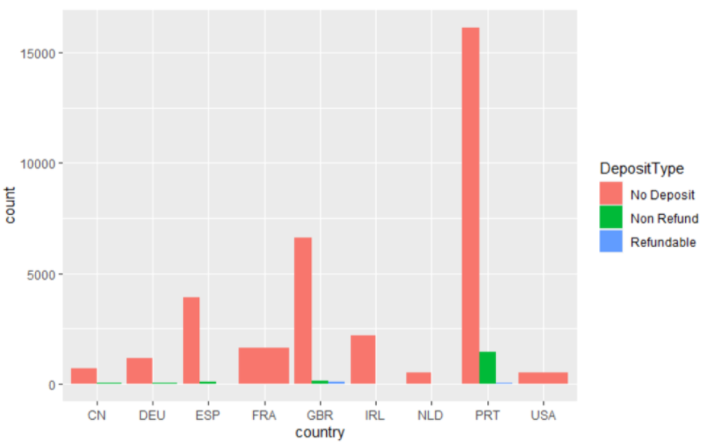 15000
10000
5000
0
count
CN DEU ESP FRA GBR IRL NLD PRT USA
country
DepositType
No Deposit
Non Refund
Refundable